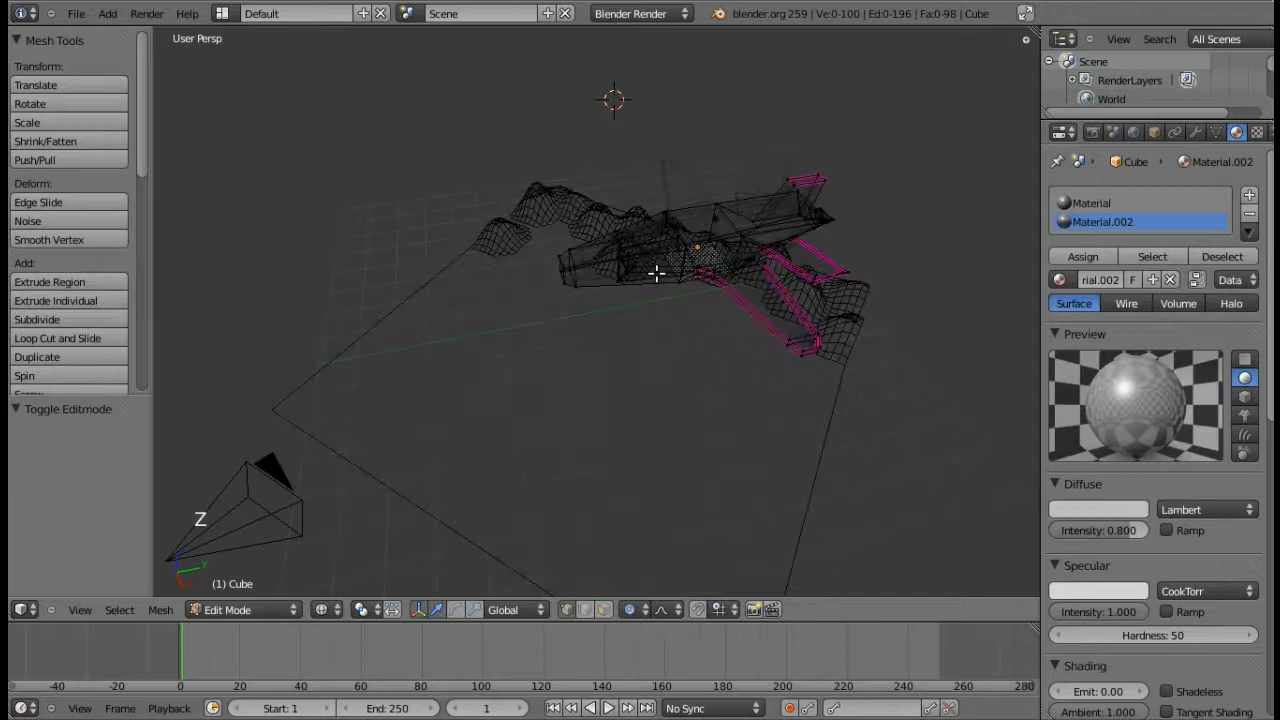 File Add Render Help Default Scene Blender Render blender.org 259 | Ve:0-100 | Ed:0-196 | Fa:0-98 | Cube
Mesh Tools
Transform:
Translate
Rotate
Scale
Shrink/Fatten
Push/Pull
Deform:
Edge Slide
Noise
Smooth Vertex
Add:
Extrude Region
Extrude Individual
Subdivide
Loop Cut and Slide
Duplicate
Spin
Toggle Editmode
User Persp
Z
z
y
x
(1) Cube
View Select Mesh Edit Mode Global
-40 -20 0 20 40 60 80 100 120 140 160 180 200 220 240 260 280
View Frame Playback Start: 1 End: 250 1 No Sync
View Search All Scenes
Scene
RenderLayers
World
Cube Material.002
Material
Material.002
Assign Select Deselect
rial.002 F Data
Surface Wire Volume Halo
Preview
Diffuse
Lambert
Intensity: 0.800 Ramp
Specular
CookTorr
Intensity: 1.000 Ramp
Hardness: 50
Shading
Emit: 0.00 Shadeless
Ambient: 1.000 Tangent Shading